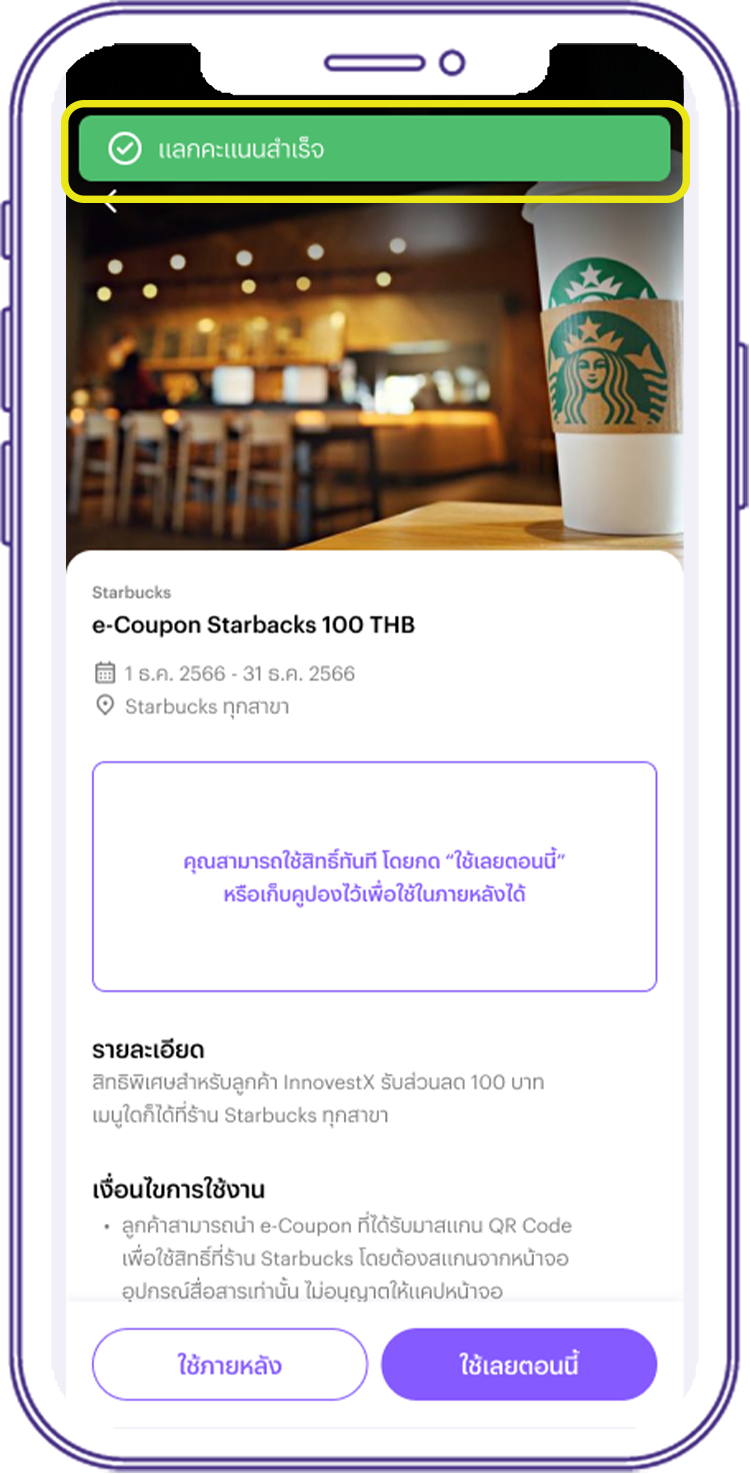 แลกคะแนนสำเร็จ
Starbucks
e-Coupon Starbacks 100 THB
1 ธ.ค. 2566 - 31 ธ.ค. 2566
Starbucks ทุกสาขา
คุณสามารถใช้สิทธิ์ทันที โดยกด “ใช้เลยตอนนี้”
หรือเก็บคูปองไว้เพื่อใช้ในภายหลังได้
รายละเอียด
สิทธิพิเศษสำหรับลูกค้า InnovestX รับส่วนลด 100 บาท
เมนูใดก็ได้ที่ร้าน Starbucks ทุกสาขา
เงื่อนไขการใช้งาน
• ลูกค้าสามารถนำ e-Coupon ที่ได้รับมาสแกน QR Code
เพื่อใช้สิทธิ์ที่ร้าน Starbucks โดยต้องสแกนจากหน้าจอ
อุปกรณ์สื่อสารเท่านั้น ไม่อนุญาตให้แคปหน้าจอ
ใช้ภายหลัง
ใช้เลยตอนนี้